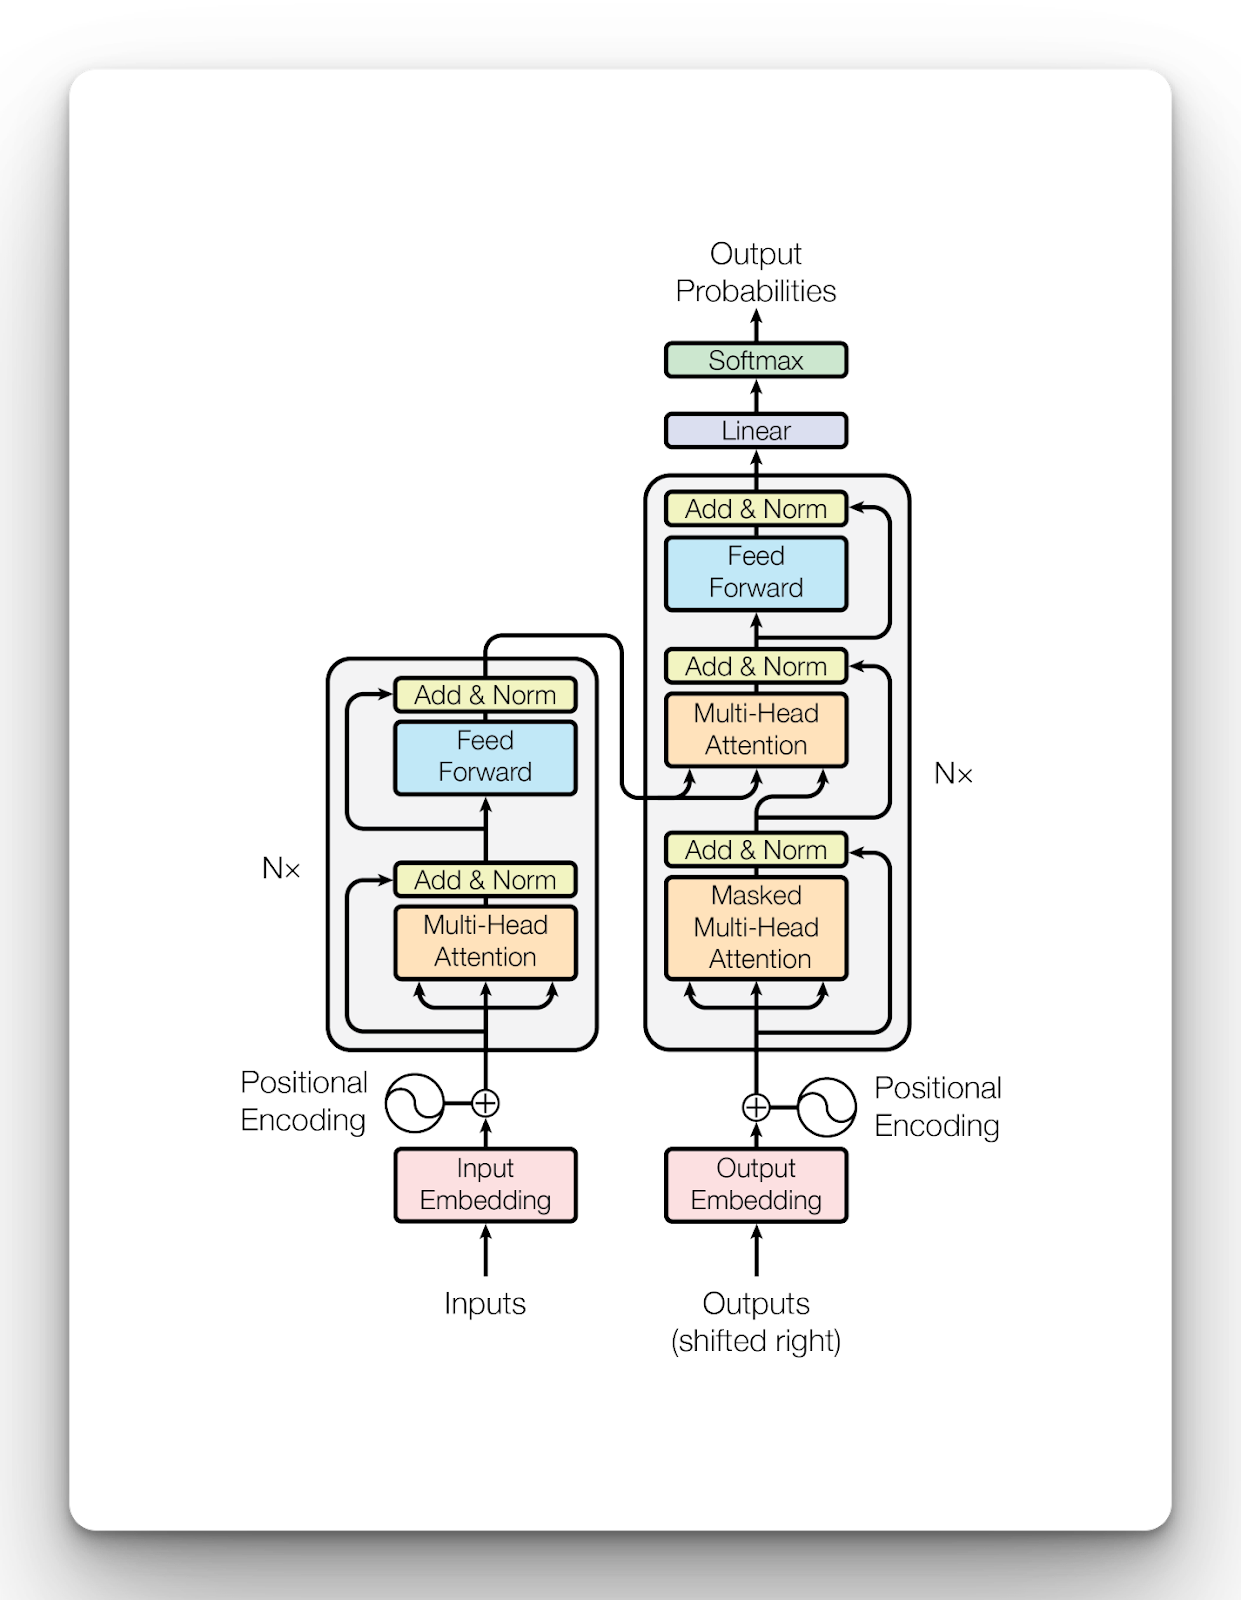 Output
Probabilities
Softmax
Linear
Add & Norm
Feed
Forward
Add & Norm
Multi-Head
Attention
Nx
Add & Norm
Masked
Multi-Head
Attention
Add & Norm
Feed
Forward
Nx
Add & Norm
Multi-Head
Attention
Positional
Encoding
Positional
Encoding
Input
Embedding
Output
Embedding
Inputs
Outputs
(shifted right)